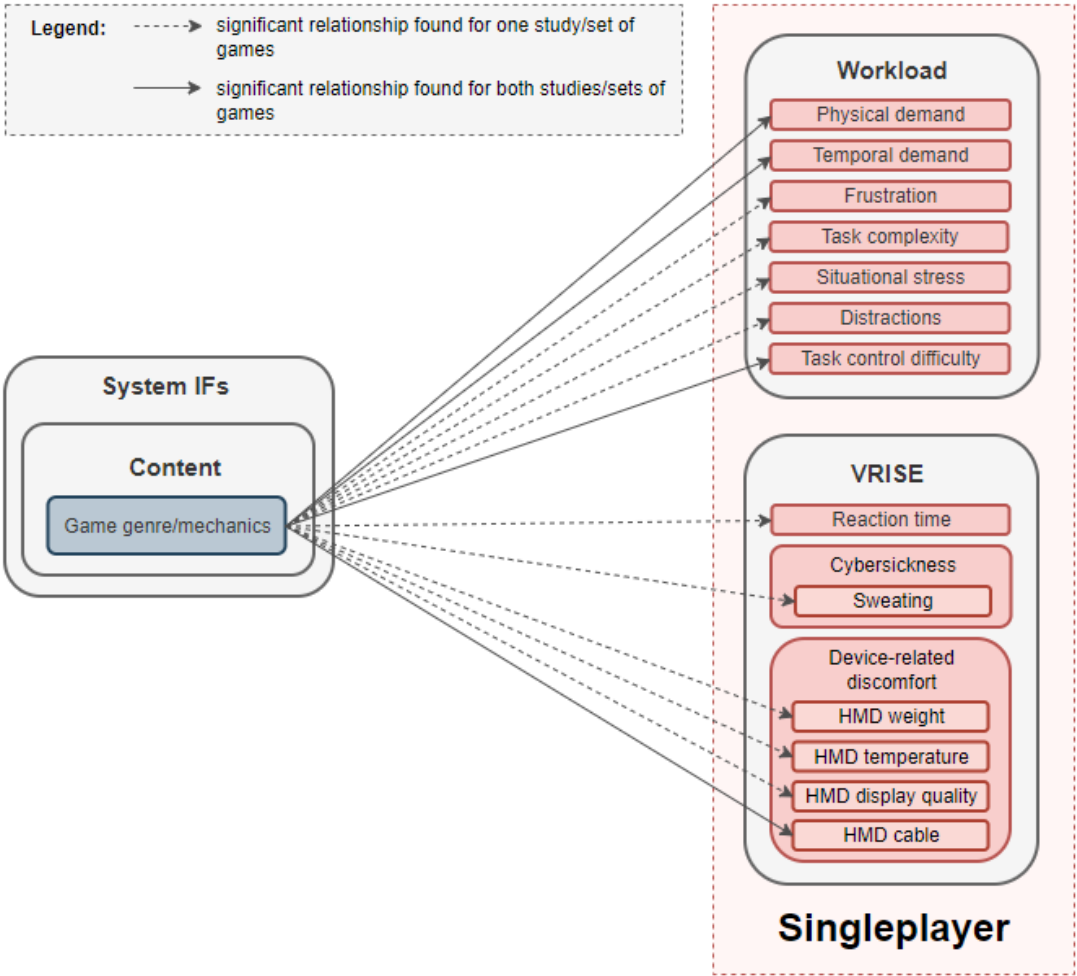 Legend:
significant relationship found for one study/set of
games
significant relationship found for both studies/sets of
games
System IFs
Content
Game genre/mechanics
Workload
Physical demand
Temporal demand
Frustration
Task complexity
Situational stress
Distractions
Task control difficulty
VRISE
Reaction time
Cybersickness
Sweating
Device-related
discomfort
HMD weight
HMD temperature
HMD display quality
HMD cable
Singleplayer